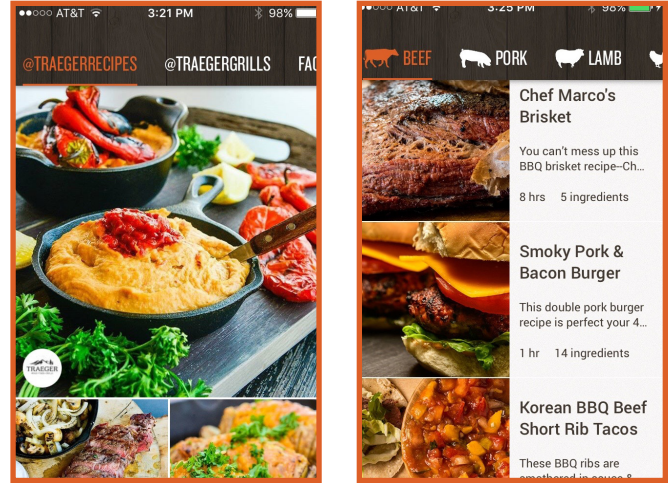 AT&T
3:21 PM
98%
@TRAEGERRECIPES
@TRAEGERGRILLS
FAC
TRAEGER
AT&T
3:25 PM
98%
BEEF
PORK
LAMB
Chef Marco's
Brisket
You can't mess up this
BBQ brisket recipe–Ch...
8 hrs 5 ingredients
Smoky Pork &
Bacon Burger
This double pork burger
recipe is perfect your 4...
1 hr 14 ingredients
Korean BBQ Beef
Short Rib Tacos
These BBQ ribs are